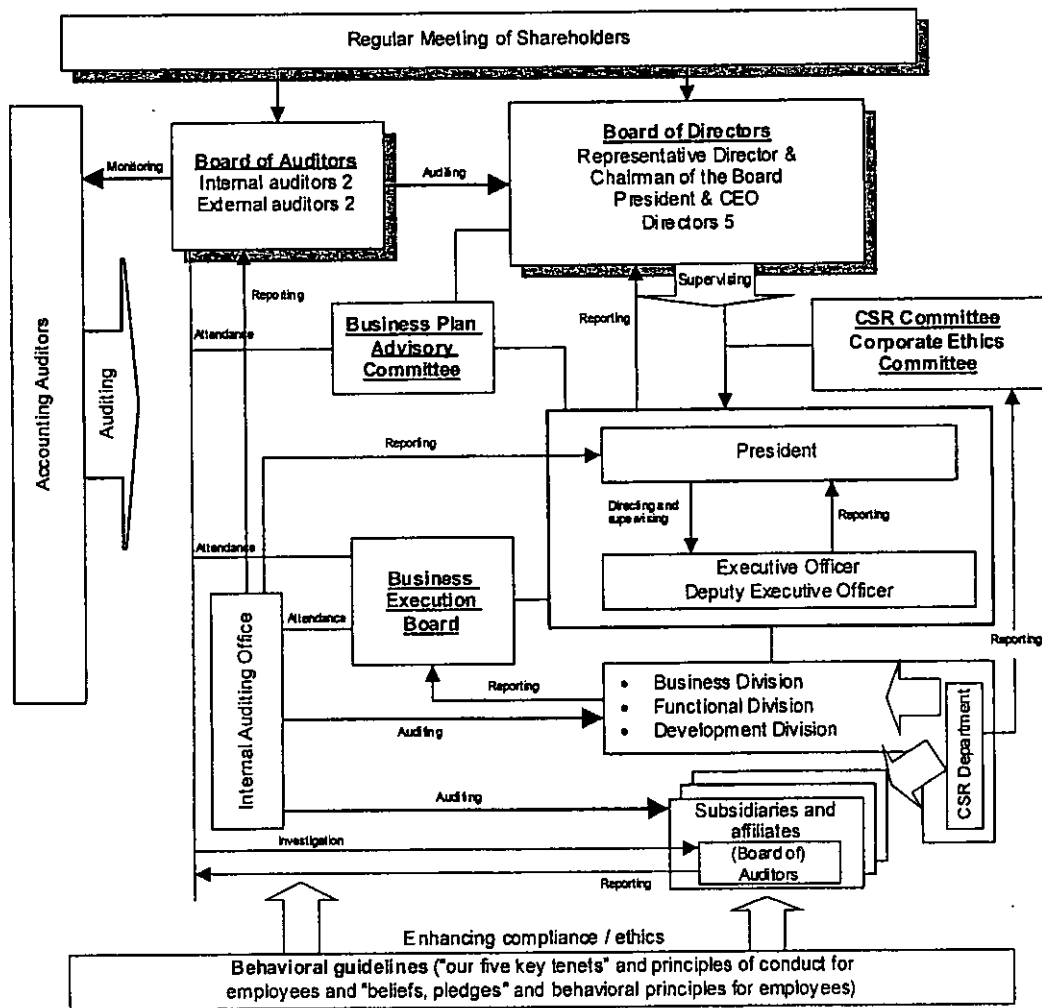 Regular Meeting of Shareholders
Board of Auditors
Internal auditors 2
External auditors 2
Board of Directors
Representative Director &
Chairman of the Board
President & CEO
Directors 5
Monitoring
Auditing
Supervising
Accounting Auditors
Auditing
Reporting
Attendance
Business Plan
Advisory
Committee
Reporting
CSR Committee
Corporate Ethics
Committee
Reporting
President
Directing and
supervising
Reporting
Executive Officer
Deputy Executive Officer
Attendance
Business
Execution
Board
Attendance
Internal Auditing Office
Reporting
Reporting
• Business Division
• Functional Division
• Development Division
Auditing
CSR Department
Auditing
Subsidiaries and
affiliates
(Board of)
Auditors
Investigation
Reporting
Enhancing compliance / ethics
Behavioral guidelines ("our five key tenets" and principles of conduct for
employees and "beliefs, pledges" and behavioral principles for employees)